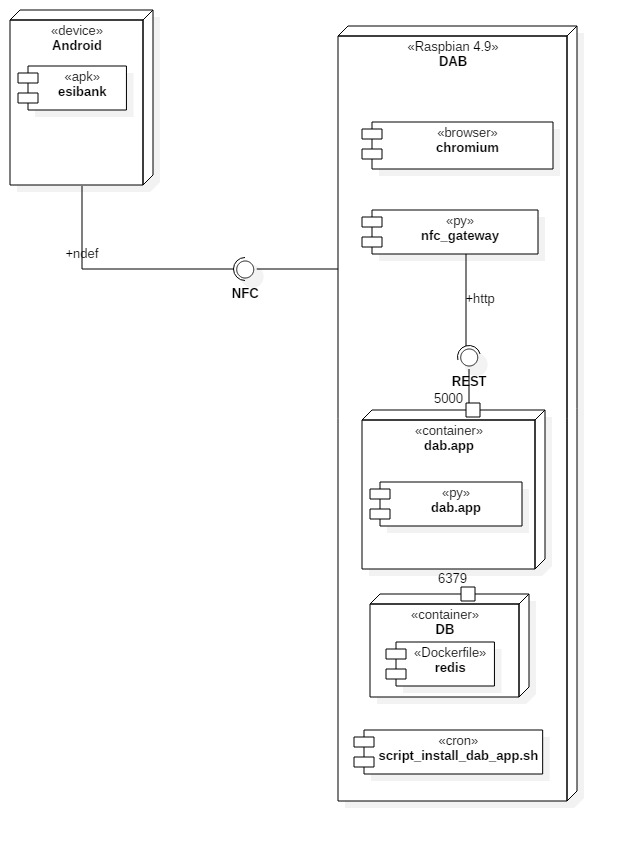 «device»
Android
«apk»
esibank
+ndef
NFC
«Raspbian 4.9»
DAB
«browser»
chromium
«py»
nfc_gateway
+http
REST
5000
«container»
dab.app
«py»
dab.app
6379
«container»
DB
«Dockerfile»
redis
«cron»
script_install_dab_app.sh